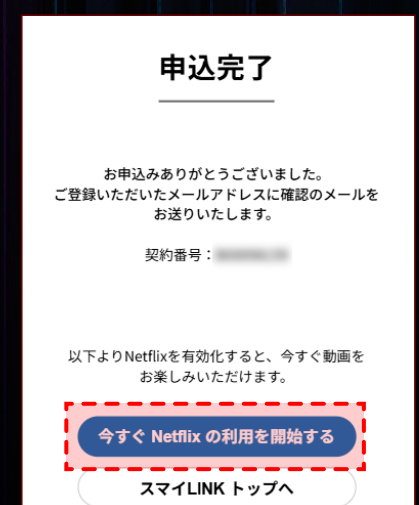 申込完了
お申込みありがとうございました。
ご登録いただいたメールアドレスに確認のメールを
お送りいたします。
契約番号：
以下よりNetflixを有効化すると、今すぐ動画を
お楽しみいただけます。
今すぐ Netflix の利用を開始する
スマイLINK トップへ